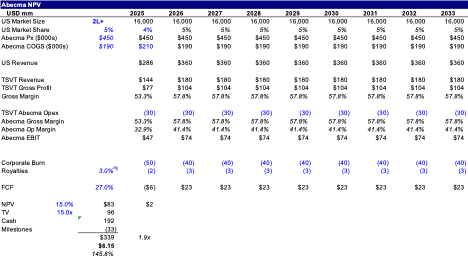 Abecma NPV
USD mm 2025 2026 2027 2028 2029 2030 2031 2032 2033
US Market Size 2L+ 16,000 16,000 16,000 16,000 16,000 16,000 16,000 16,000 16,000
US Market Share 5% 4% 5% 5% 5% 5% 5% 5% 5% 5%
Abecma Px ($000s) $450 $450 $450 $450 $450 $450 $450 $450 $450 $450
Abecma COGS ($000s) $190 $210 $190 $190 $190 $190 $190 $190 $190 $190
US Revenue $288 $360 $360 $360 $360 $360 $360 $360 $360
TSVT Revenue $144 $180 $180 $180 $180 $180 $180 $180 $180
TSVT Gross Profit $77 $104 $104 $104 $104 $104 $104 $104 $104
Gross Margin 53.3% 57.8% 57.8% 57.8% 57.8% 57.8% 57.8% 57.8% 57.8%
TSVT Abecma Opex (30) (30) (30) (30) (30) (30) (30) (30) (30)
Abecma Gross Margin 53.3% 57.8% 57.8% 57.8% 57.8% 57.8% 57.8% 57.8% 57.8%
Abecma Op Margin 32.9% 41.4% 41.4% 41.4% 41.4% 41.4% 41.4% 41.4% 41.4%
Abecma EBIT $47 $74 $74 $74 $74 $74 $74 $74 $74
Corporate Burn (50) (40) (40) (40) (40) (40) (40) (40) (40)
Royalties 3.0% (2) (3) (3) (3) (3) (3) (3) (3) (3)
FCF 27.0% ($6) $23 $23 $23 $23 $23 $23 $23 $23
NPV 15.0% $83 $2
TV 15.0x 96
Cash 192
Milestones (33)
$339 1.9x
$6.15
145.8%